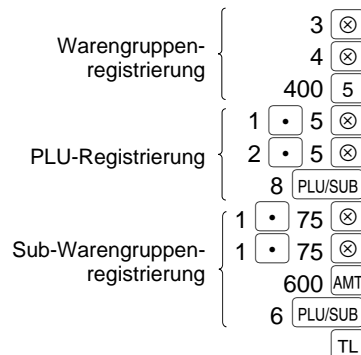 3 ⊗
4 ⊗
400 5
Warengruppen-
registrierung
1 • 5 ⊗
2 • 5 ⊗
8 PLU/SUB
PLU-Registrierung
1 • 75 ⊗
1 • 75 ⊗
600 AMT
6 PLU/SUB
Sub-Warengruppen-
registrierung
TL